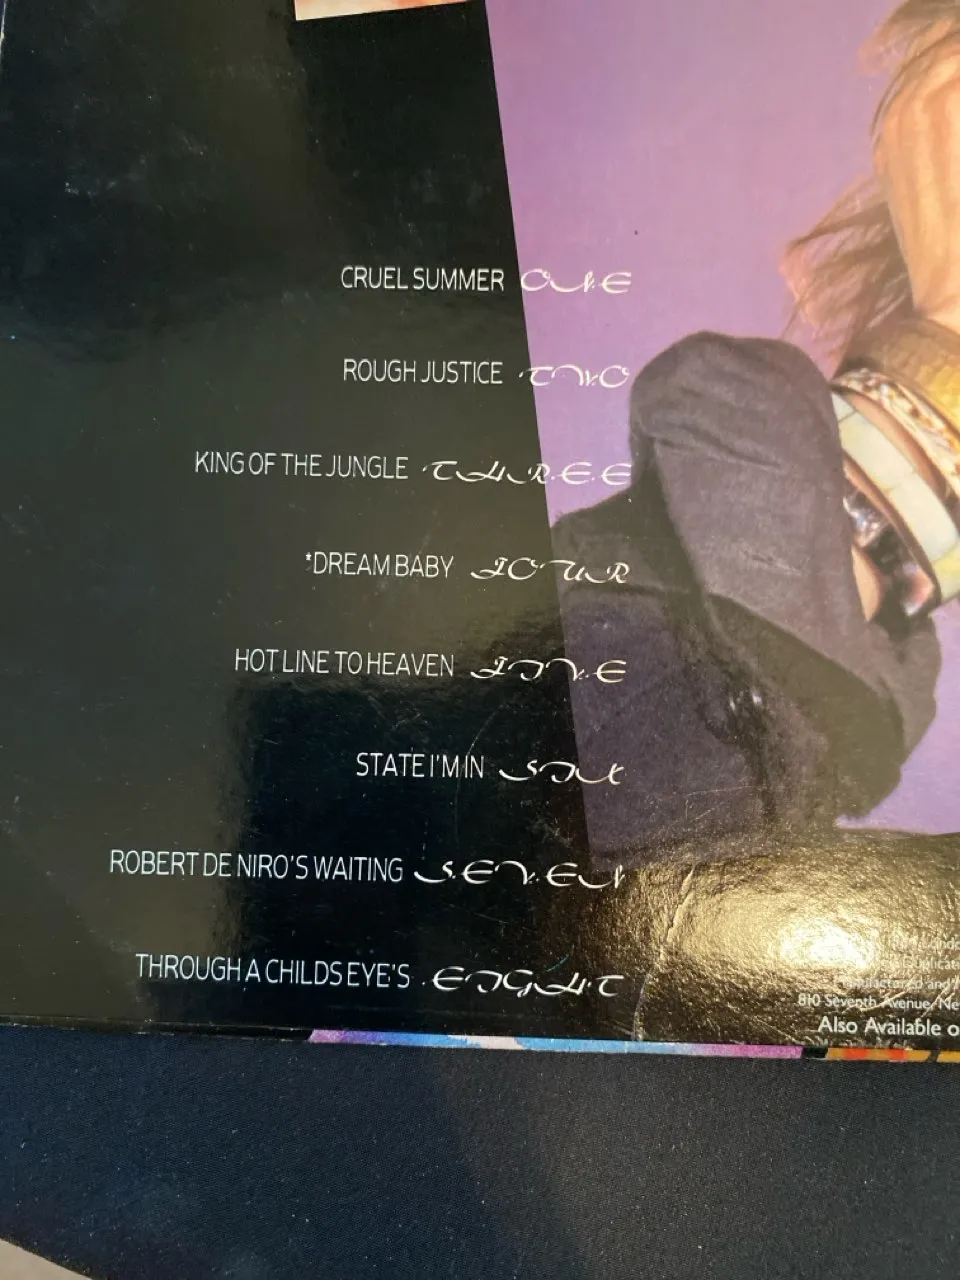 CRUEL SUMMER ONE
ROUGH JUSTICE TWO
KING OF THE JUNGLE THREE
*DREAM BABY FOUR
HOT LINE TO HEAVEN FIVE
STATE I'M IN SIX
ROBERT DE NIRO'S WAITING SEVEN
THROUGH A CHILDS EYE'S EIGHT
810 Seventh Avenue, Ne
Also Available o